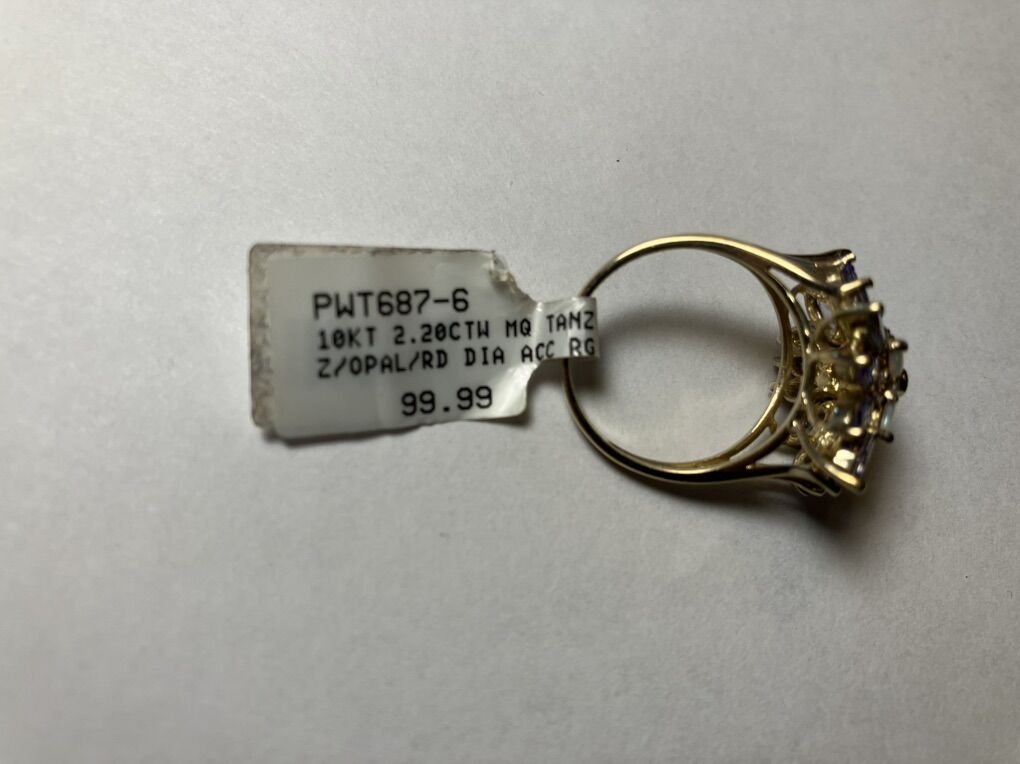 PWT687-6
10KT 2.20CTW MQ TANZ
Z/OPAL/RD DIA ACC RG
99.99